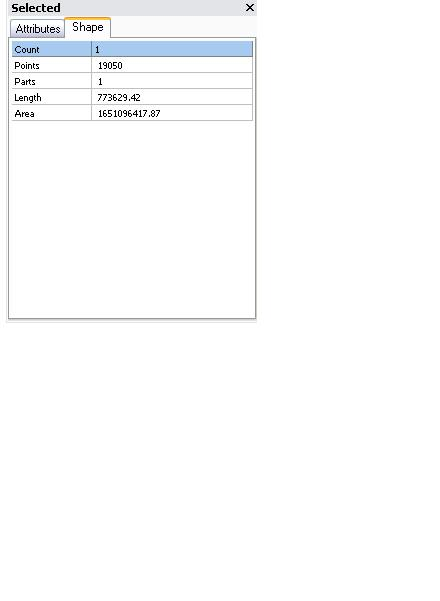 Selected
Attributes Shape
Count 1
Points 19050
Parts 1
Length 773629.42
Area 1651096417.87